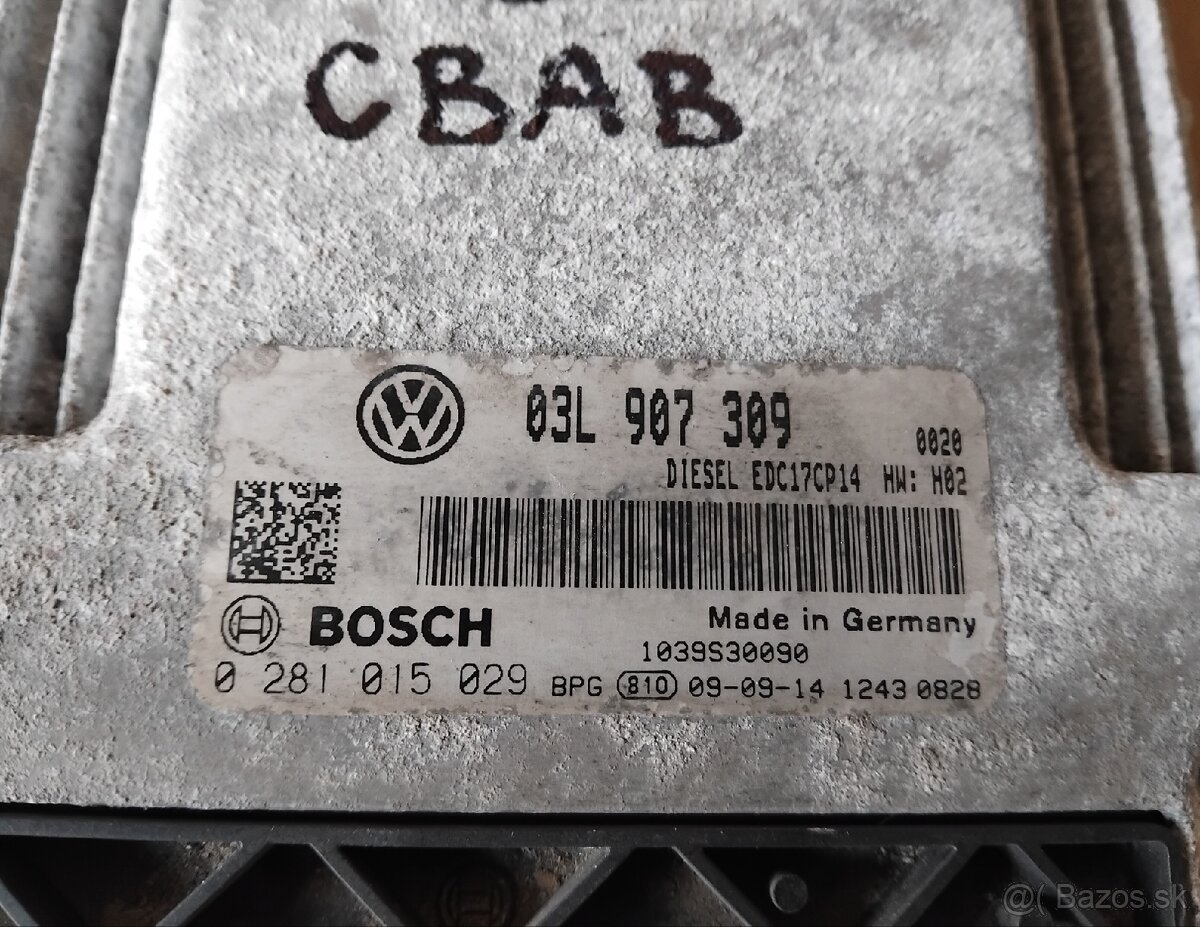 CBAB
03L 907 309
0020
DIESEL EDC17CP14 HW: H02
BOSCH
Made in Germany
1039S30090
0 281 015 029 BPG 810 09-09-14 1243 0828
@( Bazos.sk